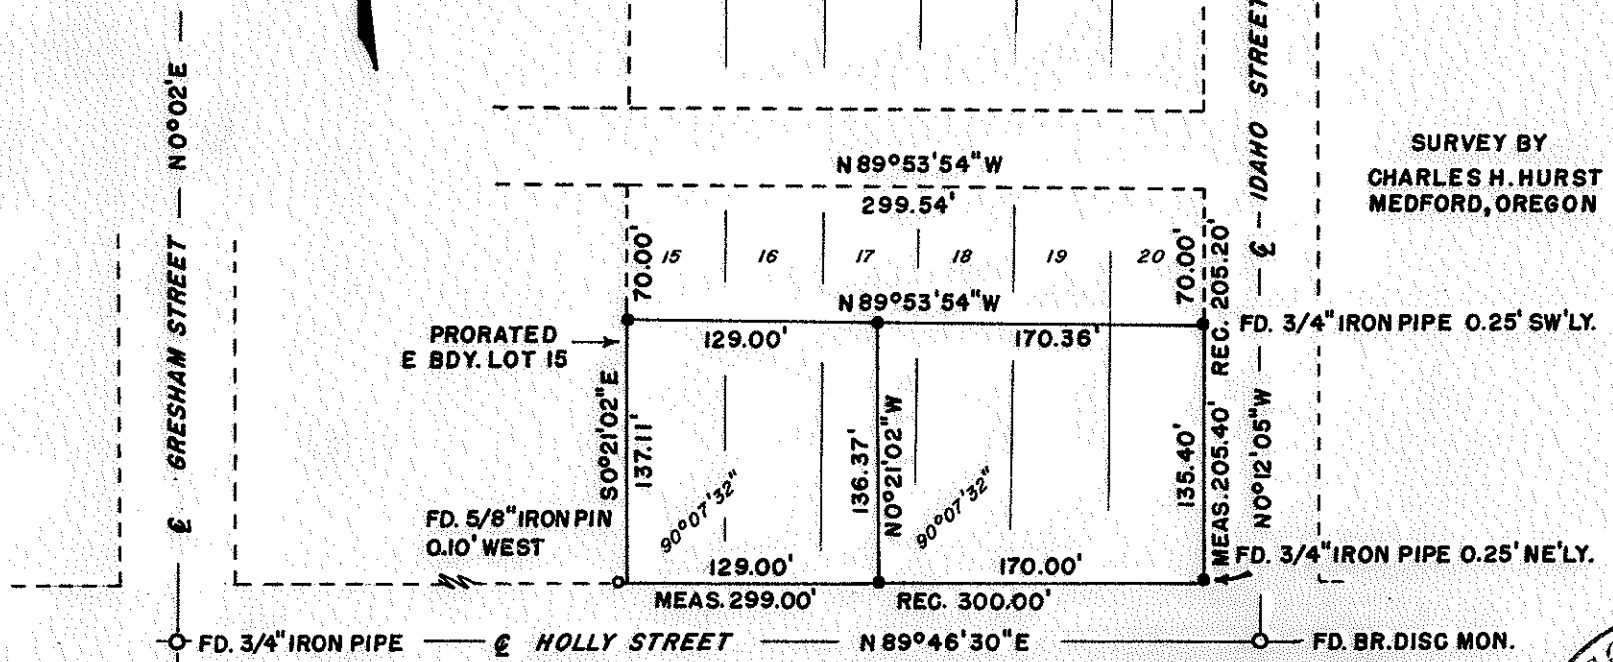 N0°02'E
GRESHAM STREET
℄
IDAHO STREET
℄
N0°12'05"W
SURVEY BY
CHARLES H. HURST
MEDFORD, OREGON
N 89°53'54"W
299.54'
70.00'
15
16
17
18
19
20
70.00'
REC. 205.20'
MEAS. 205.40'
N 89°53'54"W
129.00'
170.36'
FD. 3/4" IRON PIPE 0.25' SW'LY.
PRORATED
E BDY. LOT 15
S0°21'02"E
137.11'
136.37'
N0°21'02"W
135.40'
90°07'32"
90°07'32"
FD. 5/8" IRON PIN
0.10' WEST
129.00'
170.00'
FD. 3/4" IRON PIPE 0.25' NE'LY.
MEAS. 299.00'
REC. 300.00'
FD. 3/4" IRON PIPE
℄ HOLLY STREET
N 89°46'30"E
FD. BR. DISC MON.